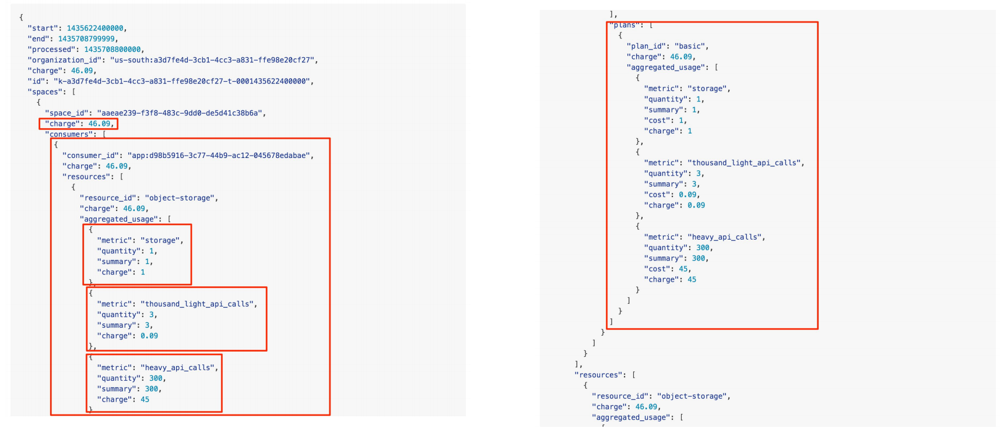 {
"start": 1435622400000,
"end": 1435708799999,
"processed": 1435708800000,
"organization_id": "us-south:a3d7fe4d-3cb1-4cc3-a831-ffe98e20cf27",
"charge": 46.09,
"id": "k-a3d7fe4d-3cb1-4cc3-a831-ffe98e20cf27-t-0001435622400000",
"spaces": [
{
"space_id": "aaeae239-f3f8-483c-9dd0-de5d41c38b6a",
"charge": 46.09,
"consumers": [
{
"consumer_id": "app:d98b5916-3c77-44b9-ac12-045678edabae",
"charge": 46.09,
"resources": [
{
"resource_id": "object-storage",
"charge": 46.09,
"aggregated_usage": [
{
"metric": "storage",
"quantity": 1,
"summary": 1,
"charge": 1
},
{
"metric": "thousand_light_api_calls",
"quantity": 3,
"summary": 3,
"charge": 0.09
},
{
"metric": "heavy_api_calls",
"quantity": 300,
"summary": 300,
"charge": 45
}
],
"plans": [
{
"plan_id": "basic",
"charge": 46.09,
"aggregated_usage": [
{
"metric": "storage",
"quantity": 1,
"summary": 1,
"cost": 1,
"charge": 1
},
{
"metric": "thousand_light_api_calls",
"quantity": 3,
"summary": 3,
"cost": 0.09,
"charge": 0.09
},
{
"metric": "heavy_api_calls",
"quantity": 300,
"summary": 300,
"cost": 45,
"charge": 45
}
]
}
]
}
]
}
],
"resources": [
{
"resource_id": "object-storage",
"charge": 46.09,
"aggregated_usage": [
{